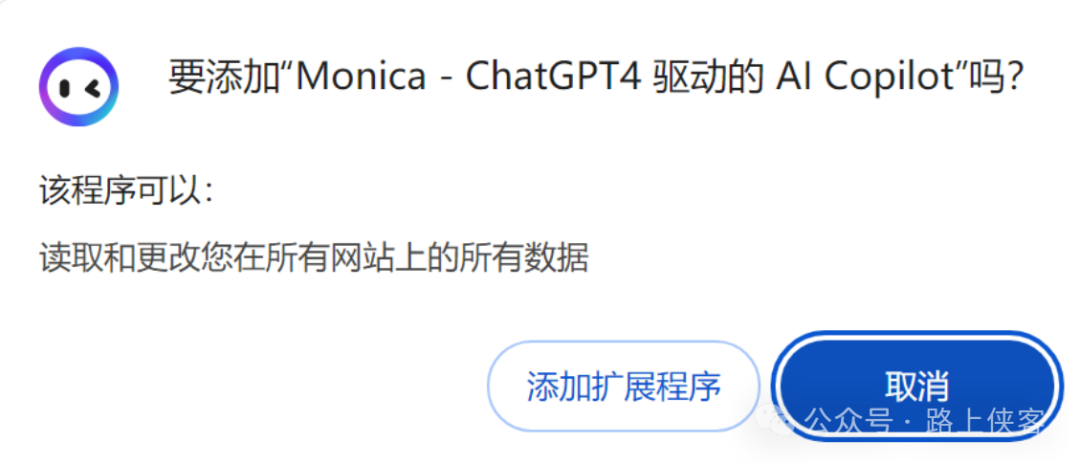 要添加“Monica - ChatGPT4 驱动的 AI Copilot”吗？
该程序可以：
读取和更改您在所有网站上的所有数据
添加扩展程序
取消
公众号 · 路上侠客